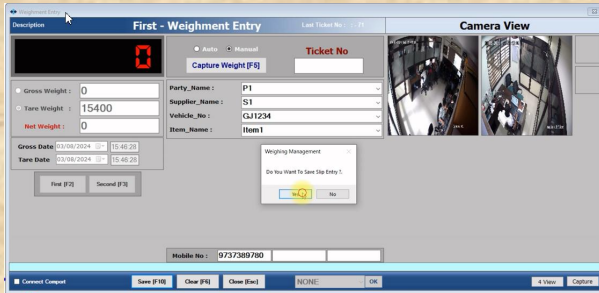 Weighment Entry
Description First - Weighment Entry Last Ticket No : 71 Camera View
0
Auto Manual Ticket No
Capture Weight [F5]
Gross Weight : 0
Tare Weight : 15400
Net Weight : 0
Party_Name : P1
Supplier_Name : S1
Vehicle_No : GJ1234
Item_Name : Item1
Gross Date 03/08/2024 15:48:28
Tare Date 03/08/2024 15:48:28
First [F2] Second [F3]
Weighing Management
Do You Want To Save Slip Entry ?.
Yes No
Mobile No : 9737389780
Connect Comport Save [F10] Clear [F6] Close [Esc] NONE OK 4 View Capture